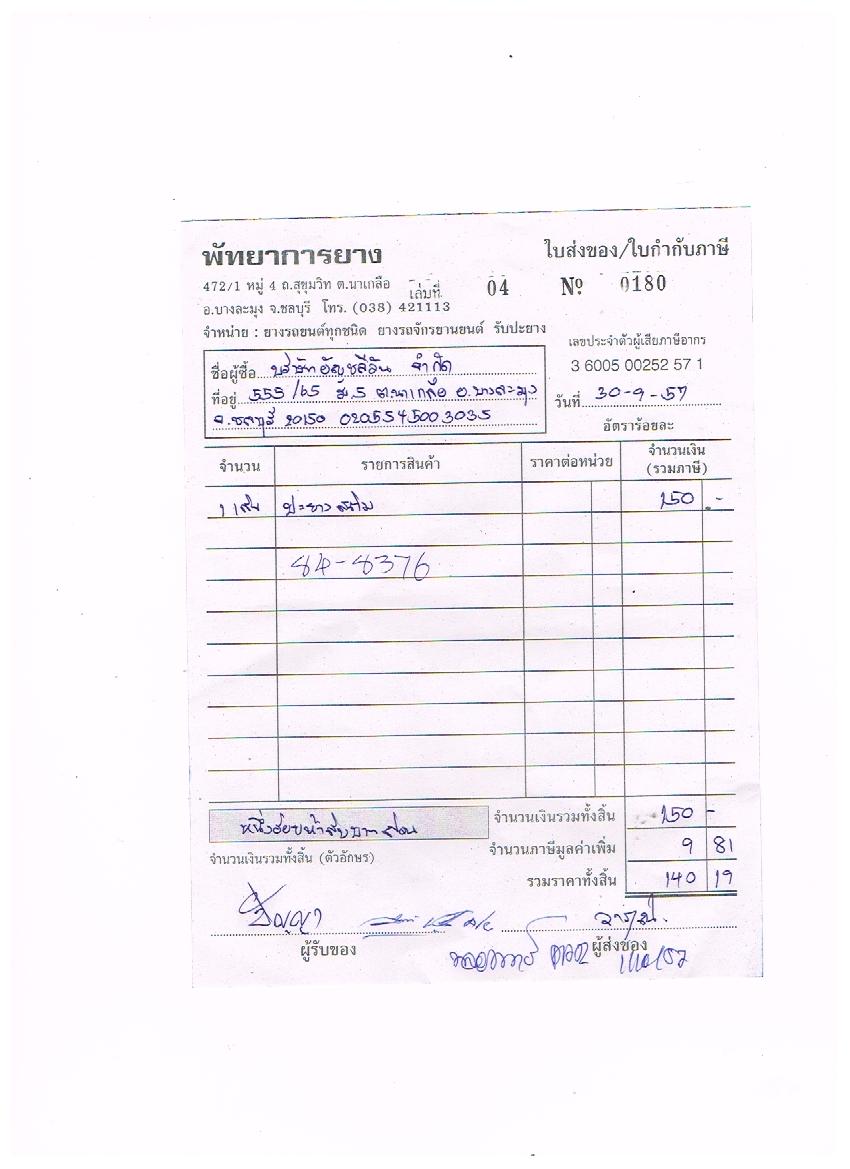 พัทยาการยาง
ใบส่งของ/ใบกำกับภาษี
472/1 หมู่ 4 ถ.สุขุมวิท ต.นาเกลือ เล่มที่ 04 № 0180
อ.บางละมุง จ.ชลบุรี โทร. (038) 421113
จำหน่าย : ยางรถยนต์ทุกชนิด ยางรถจักรยานยนต์ รับปะยาง
เลขประจำตัวผู้เสียภาษีอากร
3 6005 00252 57 1
ชื่อผู้ซื้อ บริษัทอัญชลีวัน จำกัด
ที่อยู่ 555/65 ม.5 ต.นาเกลือ อ.บางละมุง
จ.ชลบุรี 20150 0205545003035
วันที่ 30-9-57
อัตราร้อยละ
จำนวน รายการสินค้า ราคาต่อหน่วย จำนวนเงิน (รวมภาษี)
1 เส้น ปะยาง 150 .-
84-8376
หนึ่งร้อยห้าสิบบาทถ้วน จำนวนเงินรวมทั้งสิ้น 150 -
จำนวนเงินรวมทั้งสิ้น (ตัวอักษร) จำนวนภาษีมูลค่าเพิ่ม 9 81
รวมราคาทั้งสิ้น 140 19
ปัญญา
ผู้รับของ ผู้ส่งของ
1/10/57